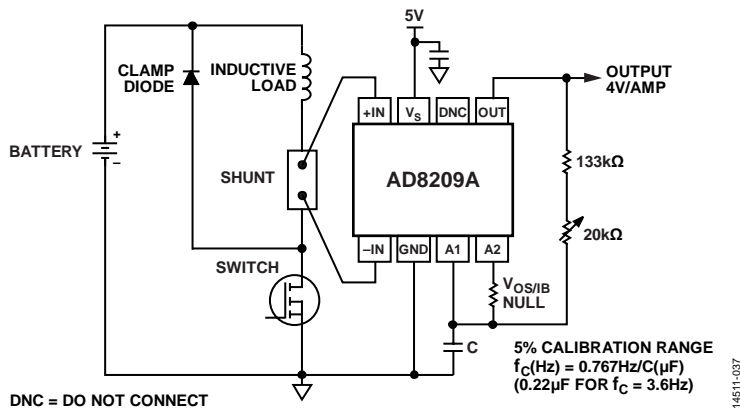 5V
OUTPUT
4V/AMP
CLAMP
DIODE
INDUCTIVE
LOAD
+IN
VS
DNC
OUT
BATTERY
+
–
SHUNT
AD8209A
133kΩ
20kΩ
–IN
GND
A1
A2
SWITCH
VOS/IB
NULL
C
5% CALIBRATION RANGE
fC(Hz) = 0.767Hz/C(µF)
(0.22µF FOR fC = 3.6Hz)
DNC = DO NOT CONNECT
14511-037